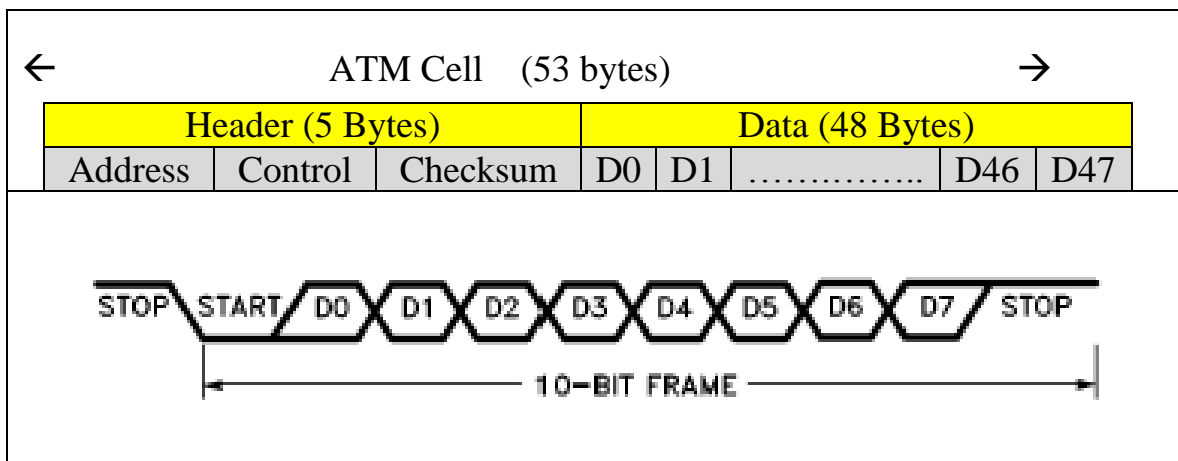 ← ATM Cell (53 bytes) →
Header (5 Bytes) Data (48 Bytes)
Address Control Checksum D0 D1 ………………….. D46 D47
STOP START D0 D1 D2 D3 D4 D5 D6 D7 STOP
10-BIT FRAME